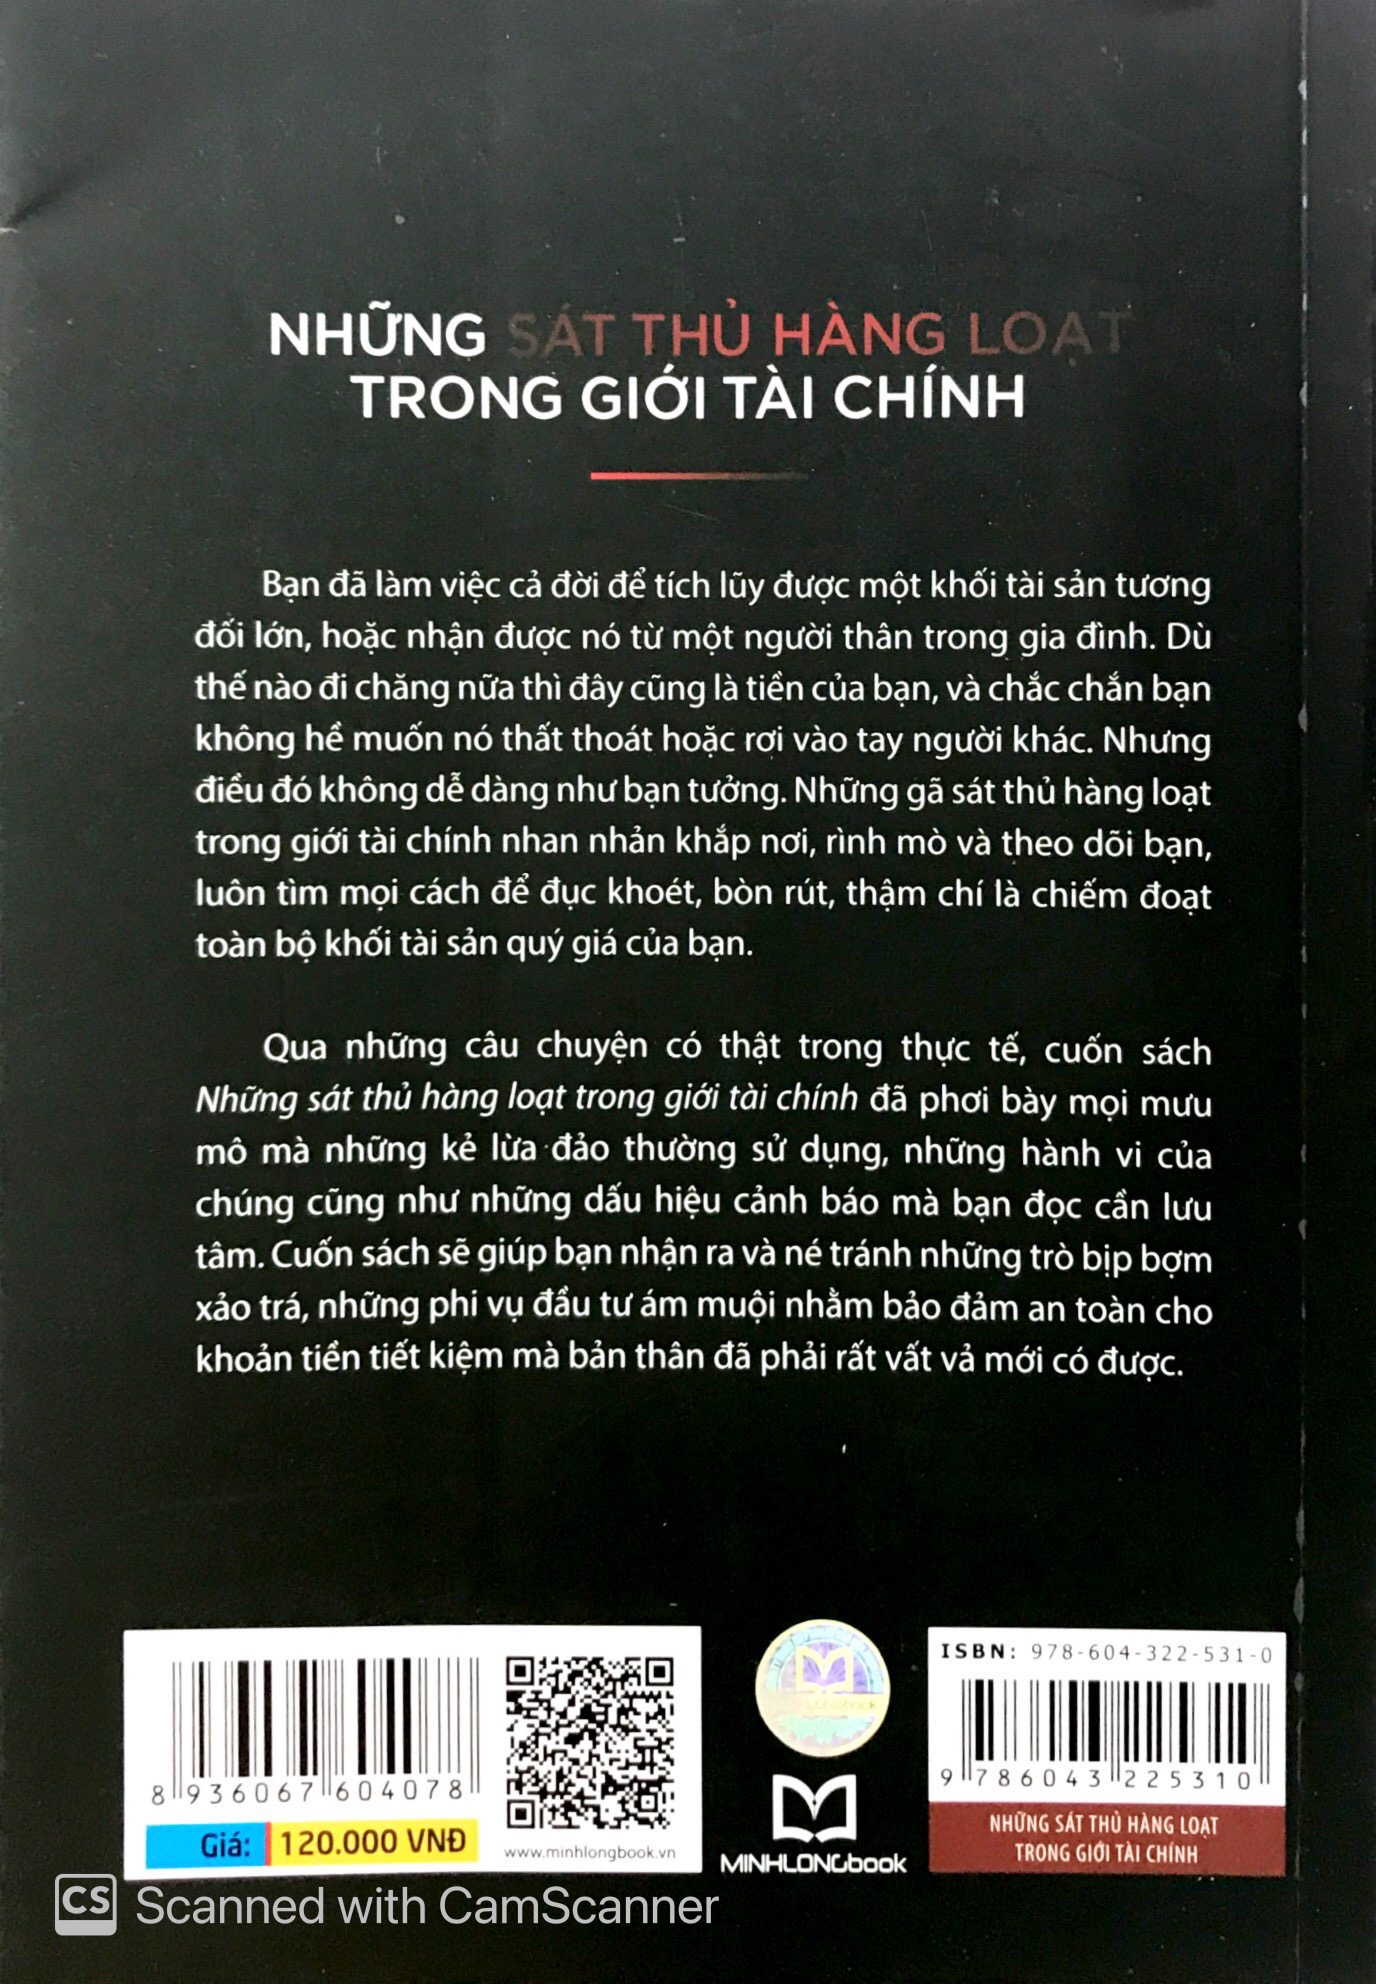 NHỮNG SÁT THỦ HÀNG LOẠT
TRONG GIỚI TÀI CHÍNH
Bạn đã làm việc cả đời để tích lũy được một khối tài sản tương
đối lớn, hoặc nhận được nó từ một người thân trong gia đình. Dù
thế nào đi chăng nữa thì đây cũng là tiền của bạn, và chắc chắn bạn
không hề muốn nó thất thoát hoặc rơi vào tay người khác. Nhưng
điều đó không dễ dàng như bạn tưởng. Những gã sát thủ hàng loạt
trong giới tài chính nhan nhản khắp nơi, rình mò và theo dõi bạn,
luôn tìm mọi cách để đục khoét, bòn rút, thậm chí là chiếm đoạt
toàn bộ khối tài sản quý giá của bạn.
Qua những câu chuyện có thật trong thực tế, cuốn sách
Những sát thủ hàng loạt trong giới tài chính đã phơi bày mọi mưu
mô mà những kẻ lừa đảo thường sử dụng, những hành vi của
chúng cũng như những dấu hiệu cảnh báo mà bạn đọc cần lưu
tâm. Cuốn sách sẽ giúp bạn nhận ra và né tránh những trò bịp bợm
xảo trá, những phi vụ đầu tư ám muội nhằm bảo đảm an toàn cho
khoản tiền tiết kiệm mà bản thân đã phải rất vất vả mới có được.
8 936067 604078
Giá: 120.000 VNĐ
www.minhlongbook.vn
MINHLONGbook
ISBN: 978-604-322-531-0
9 786043 225310
NHỮNG SÁT THỦ HÀNG LOẠT
TRONG GIỚI TÀI CHÍNH
CS Scanned with CamScanner